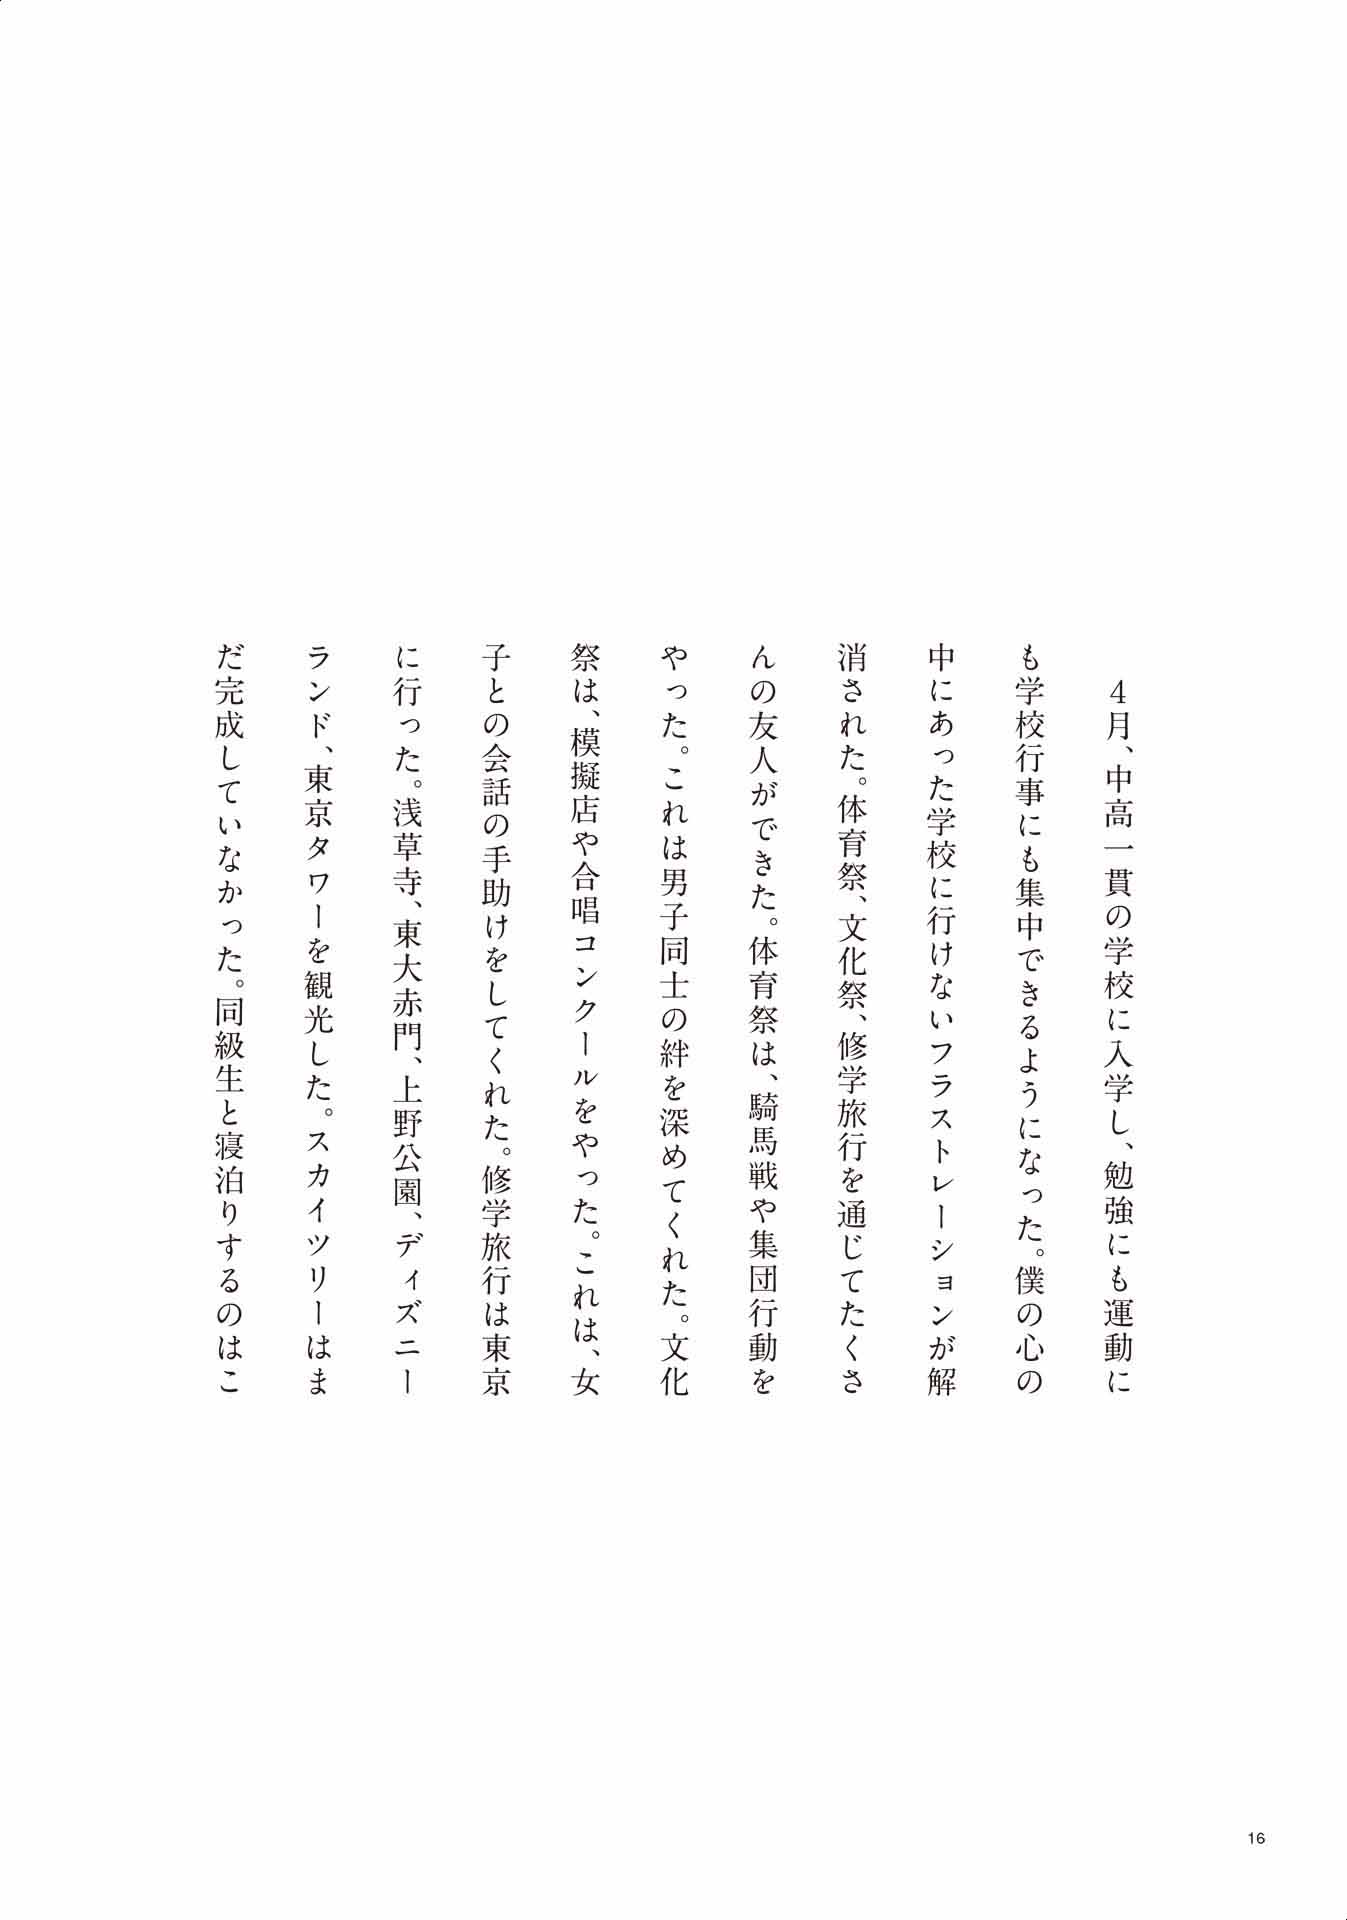 ４月、中高一貫の学校に入学し、勉強にも運動に
も学校行事にも集中できるようになった。僕の心の
中にあった学校に行けないフラストレーションが解
消された。体育祭、文化祭、修学旅行を通じてたくさ
んの友人ができた。体育祭は、騎馬戦や集団行動を
やった。これは男子同士の絆を深めてくれた。文化
祭は、模擬店や合唱コンクールをやった。これは、女
子との会話の手助けをしてくれた。修学旅行は東京
に行った。浅草寺、東大赤門、上野公園、ディズニー
ランド、東京タワーを観光した。スカイツリーはま
だ完成していなかった。同級生と寝泊りするのはこ
16